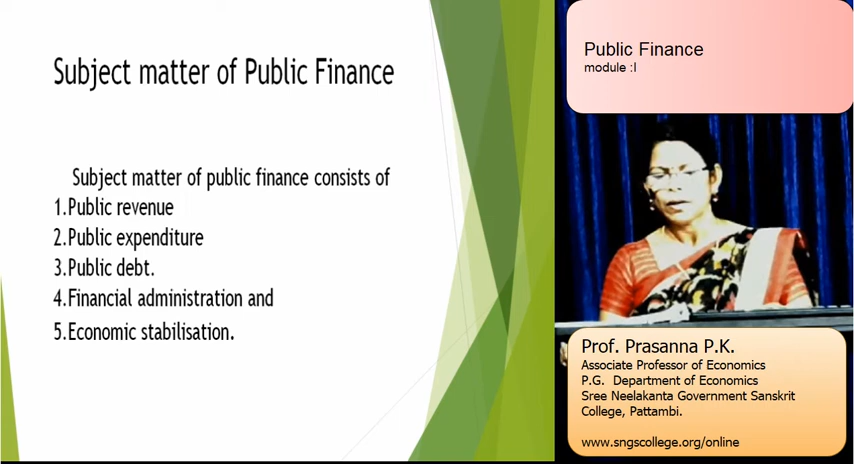 Subject matter of Public Finance
Subject matter of public finance consists of
1.Public revenue
2.Public expenditure
3.Public debt.
4.Financial administration and
5.Economic stabilisation.
Public Finance
module :I
Prof. Prasanna P.K.
Associate Professor of Economics
P.G. Department of Economics
Sree Neelakanta Government Sanskrit
College, Pattambi.
www.sngscollege.org/online